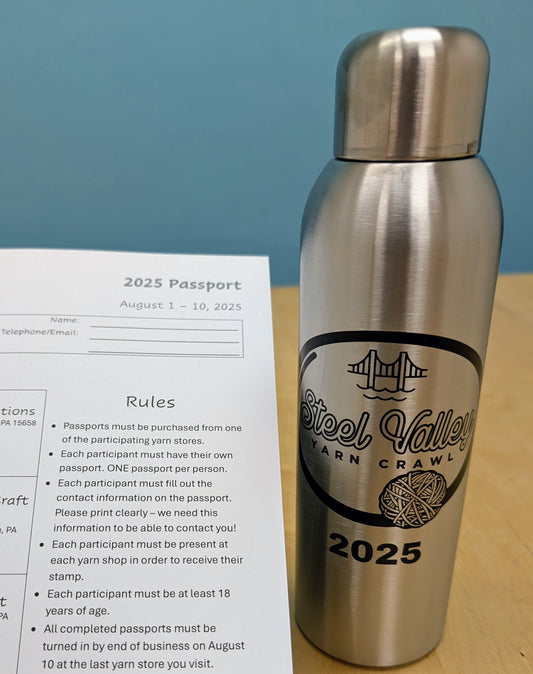 2025 Passport
August 1 – 10, 2025
Name:
Telephone/Email:
tions
PA 15658
raft
, PA
t
PA
Rules
• Passports must be purchased from one
of the participating yarn stores.
• Each participant must have their own
passport. ONE passport per person.
• Each participant must fill out the
contact information on the passport.
Please print clearly – we need this
information to be able to contact you!
• Each participant must be present at
each yarn shop in order to receive their
stamp.
• Each participant must be at least 18
years of age.
• All completed passports must be
turned in by end of business on August
10 at the last yarn store you visit.
Steel Valley
YARN CRAWL
2025